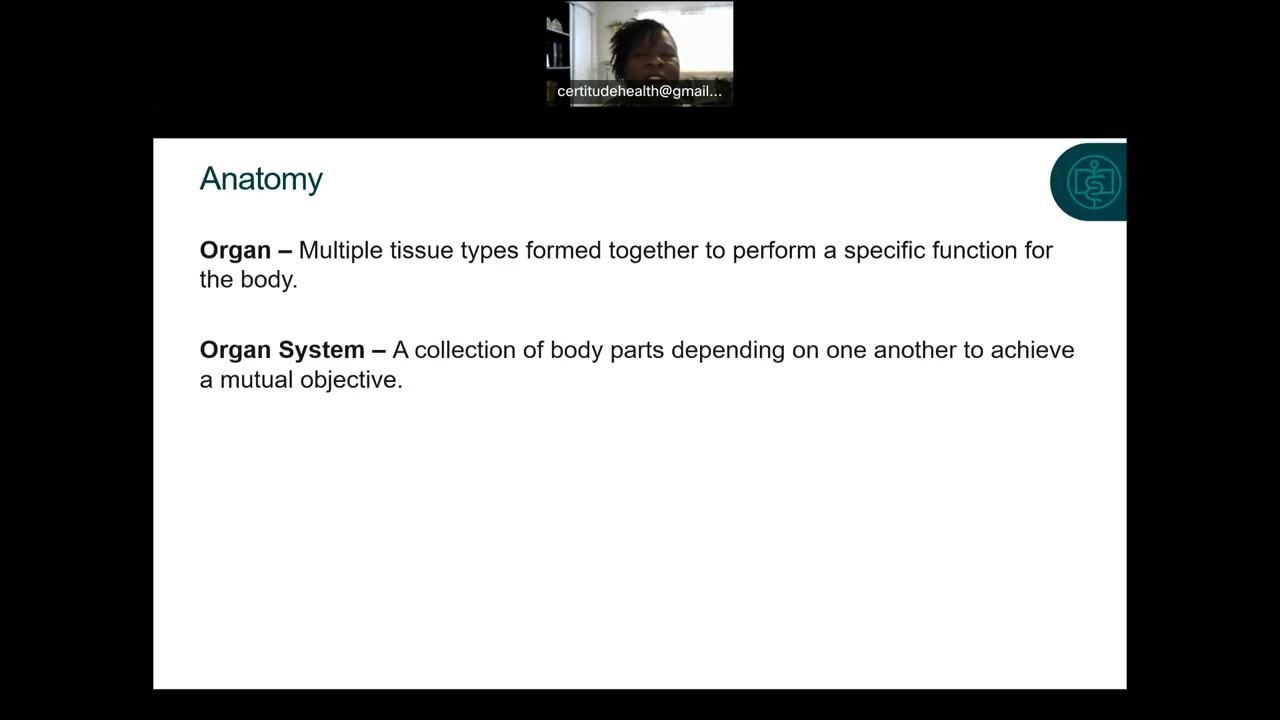 certitudehealth@gmail...
Anatomy
Organ – Multiple tissue types formed together to perform a specific function for
the body.
Organ System – A collection of body parts depending on one another to achieve
a mutual objective.